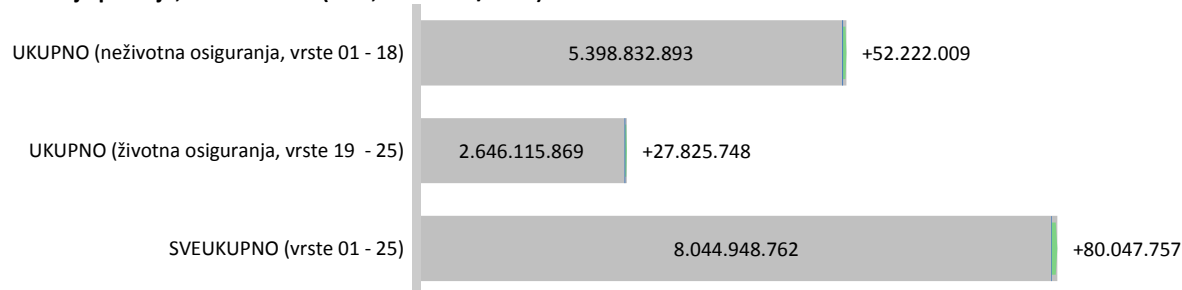 UKUPNO (neživotna osiguranja, vrste 01 - 18) 5.398.832.893 +52.222.009
UKUPNO (životna osiguranja, vrste 19 - 25) 2.646.115.869 +27.825.748
SVEUKUPNO (vrste 01 - 25) 8.044.948.762 +80.047.757